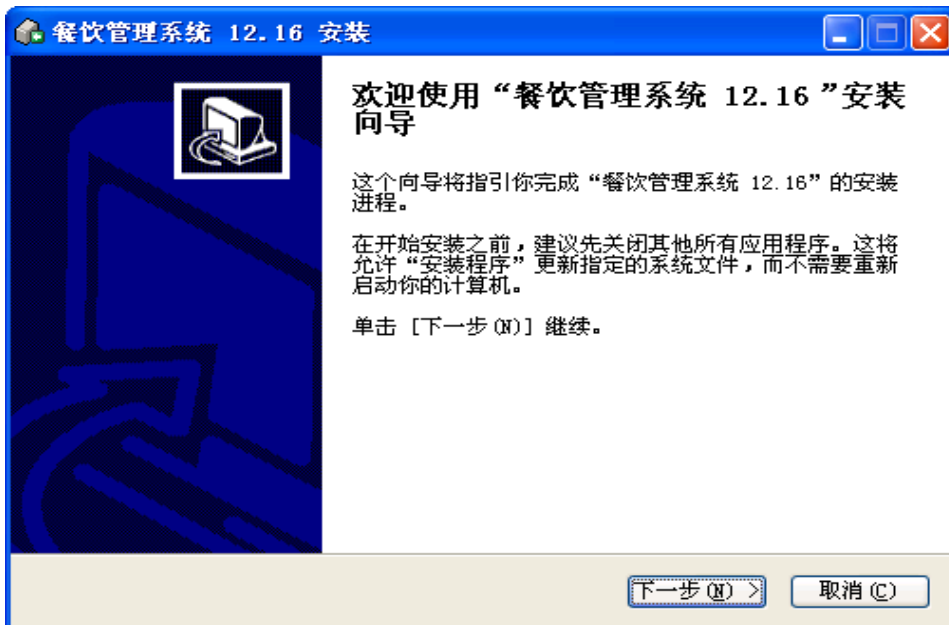 餐饮管理系统 12.16 安装
欢迎使用“餐饮管理系统 12.16 ”安装
向导
这个向导将指引你完成“餐饮管理系统 12.16”的安装
进程。
在开始安装之前，建议先关闭其他所有应用程序。这将
允许“安装程序”更新指定的系统文件，而不需要重新
启动你的计算机。
单击 [下一步(N)] 继续。
下一步(N) >
取消(C)